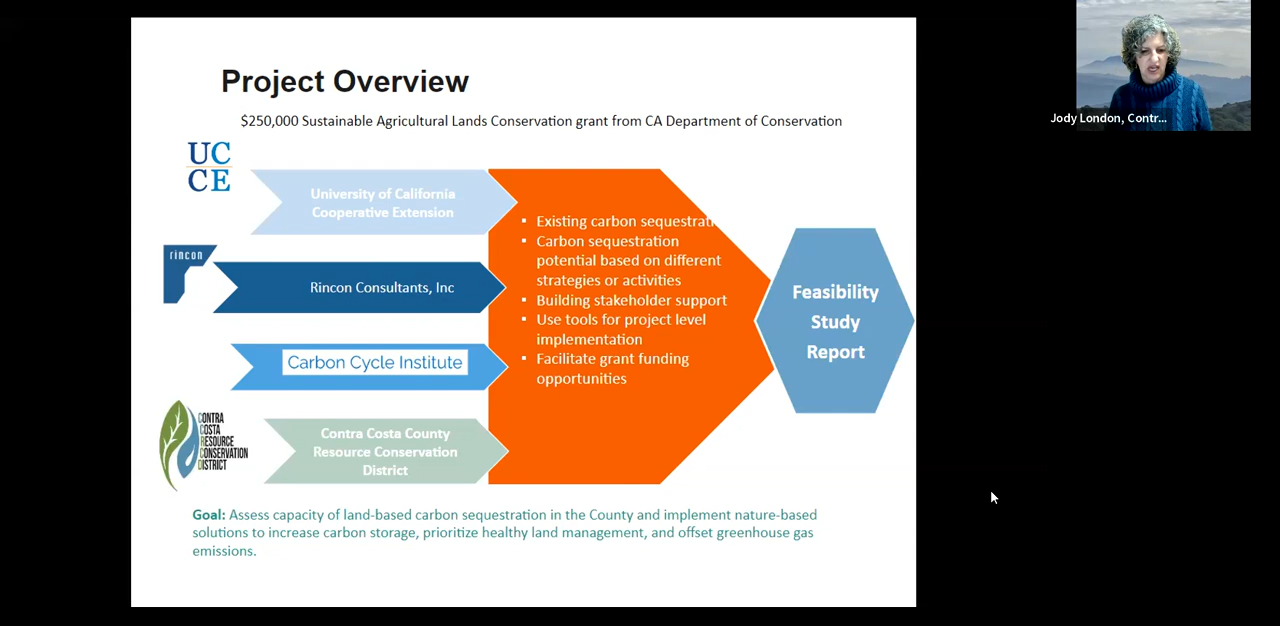 Project Overview
$250,000 Sustainable Agricultural Lands Conservation grant from CA Department of Conservation
UC
CE
University of California
Cooperative Extension
rincon
Rincon Consultants, Inc
Carbon Cycle Institute
CONTRA
COSTA
RESOURCE
CONSERVATION
DISTRICT
Contra Costa County
Resource Conservation
District
▪ Existing carbon sequestrati
▪ Carbon sequestration
potential based on different
strategies or activities
▪ Building stakeholder support
▪ Use tools for project level
implementation
▪ Facilitate grant funding
opportunities
Feasibility
Study
Report
Goal: Assess capacity of land-based carbon sequestration in the County and implement nature-based
solutions to increase carbon storage, prioritize healthy land management, and offset greenhouse gas
emissions.
Jody London, Contr...